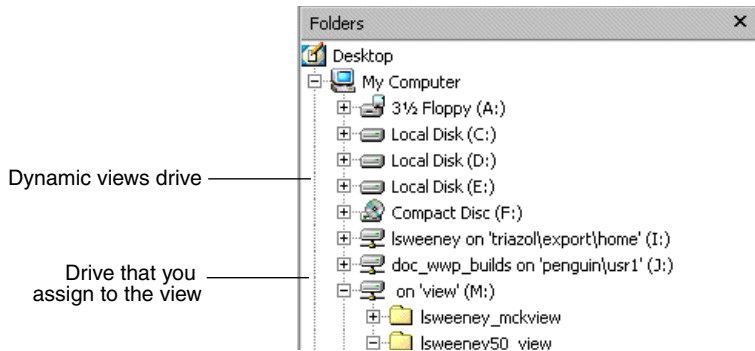 Folders
Desktop
My Computer
3½ Floppy (A:)
Local Disk (C:)
Local Disk (D:)
Dynamic views drive
Local Disk (E:)
Compact Disc (F:)
lsweeney on 'triazol\export\home' (I:)
Drive that you
assign to the view
doc_wwp_builds on 'penguin\usr1' (J:)
on 'view' (M:)
lsweeney_mckview
lsweeney50_view